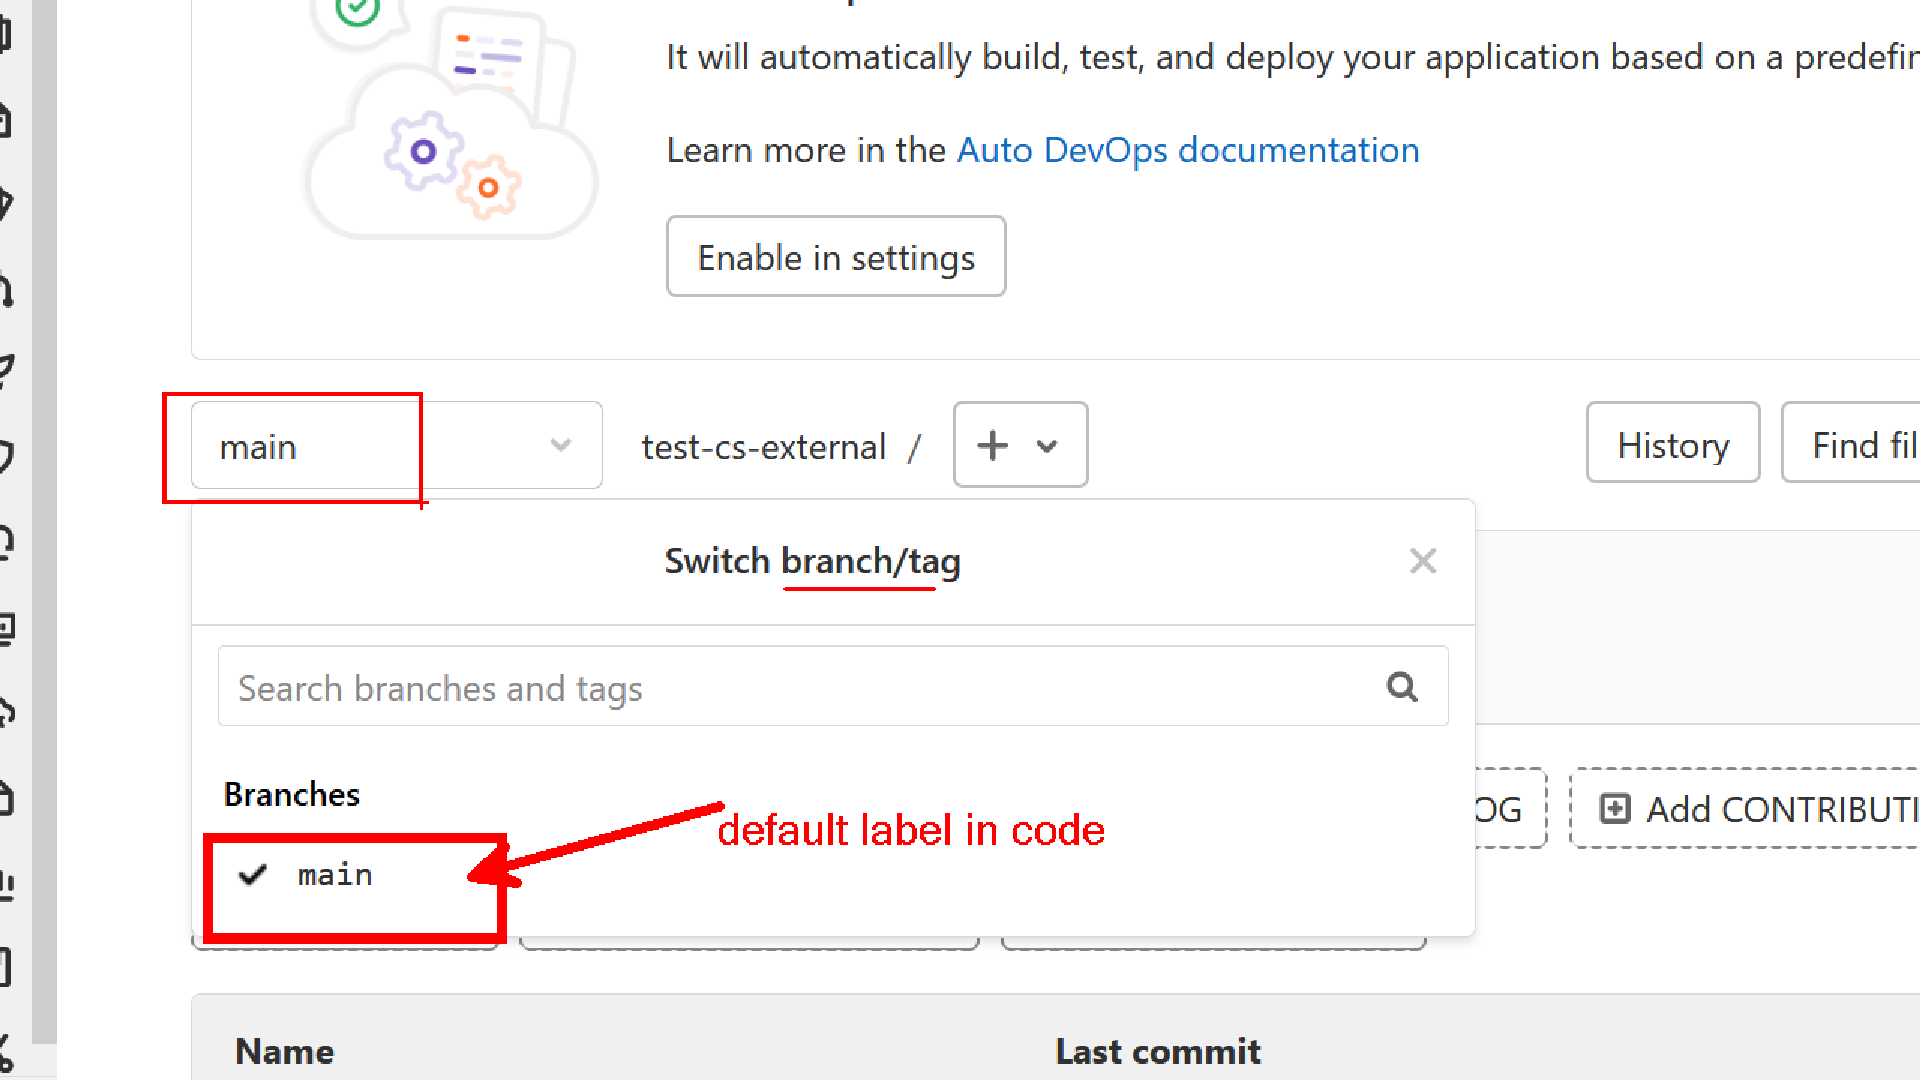 It will automatically build, test, and deploy your application based on a predefin
Learn more in the Auto DevOps documentation
Enable in settings
main
test-cs-external /
History
Find fil
Switch branch/tag
Search branches and tags
Branches
default label in code
main
OG
Add CONTRIBUTI
Name
Last commit